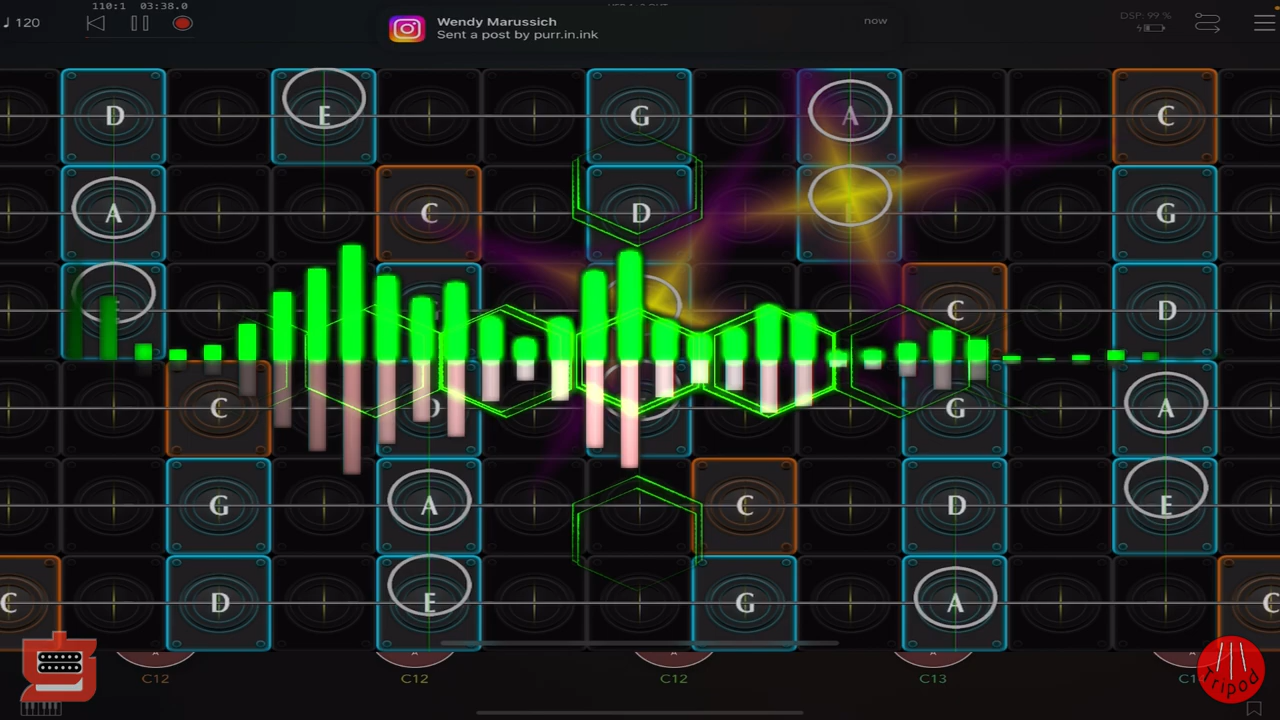 110:1 03:38.0
♩ 120
Wendy Marussich
now
Sent a post by purr.in.ink
DSP: 99 %
D E G A C
A C D G
C D
C D G A
G A C D E
C D E G A C
C12 C12 C12 C13
Tripod